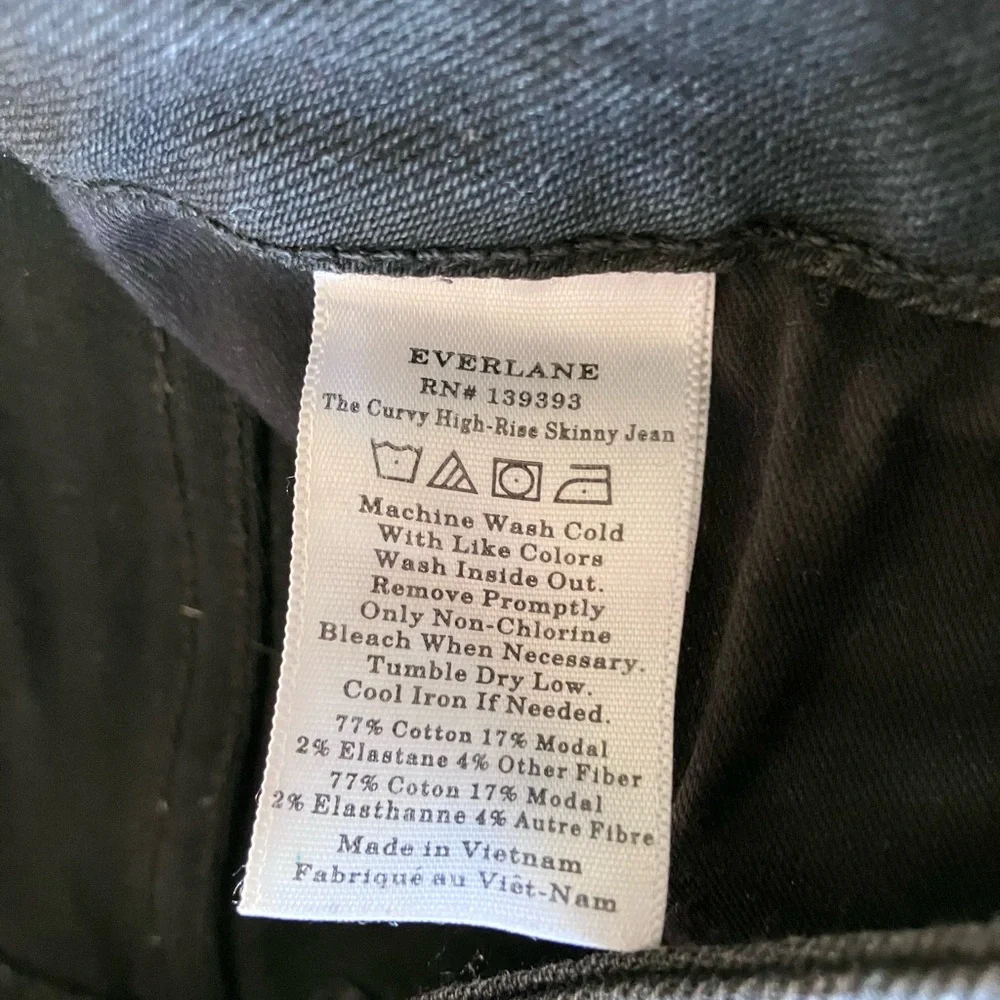 EVERLANE
RN# 139393
The Curvy High-Rise Skinny Jean
Machine Wash Cold
With Like Colors
Wash Inside Out.
Remove Promptly
Only Non-Chlorine
Bleach When Necessary.
Tumble Dry Low.
Cool Iron If Needed.
77% Cotton 17% Modal
2% Elastane 4% Other Fiber
77% Coton 17% Modal
2% Elasthanne 4% Autre Fibre
Made in Vietnam
Fabriqué au Viêt-Nam